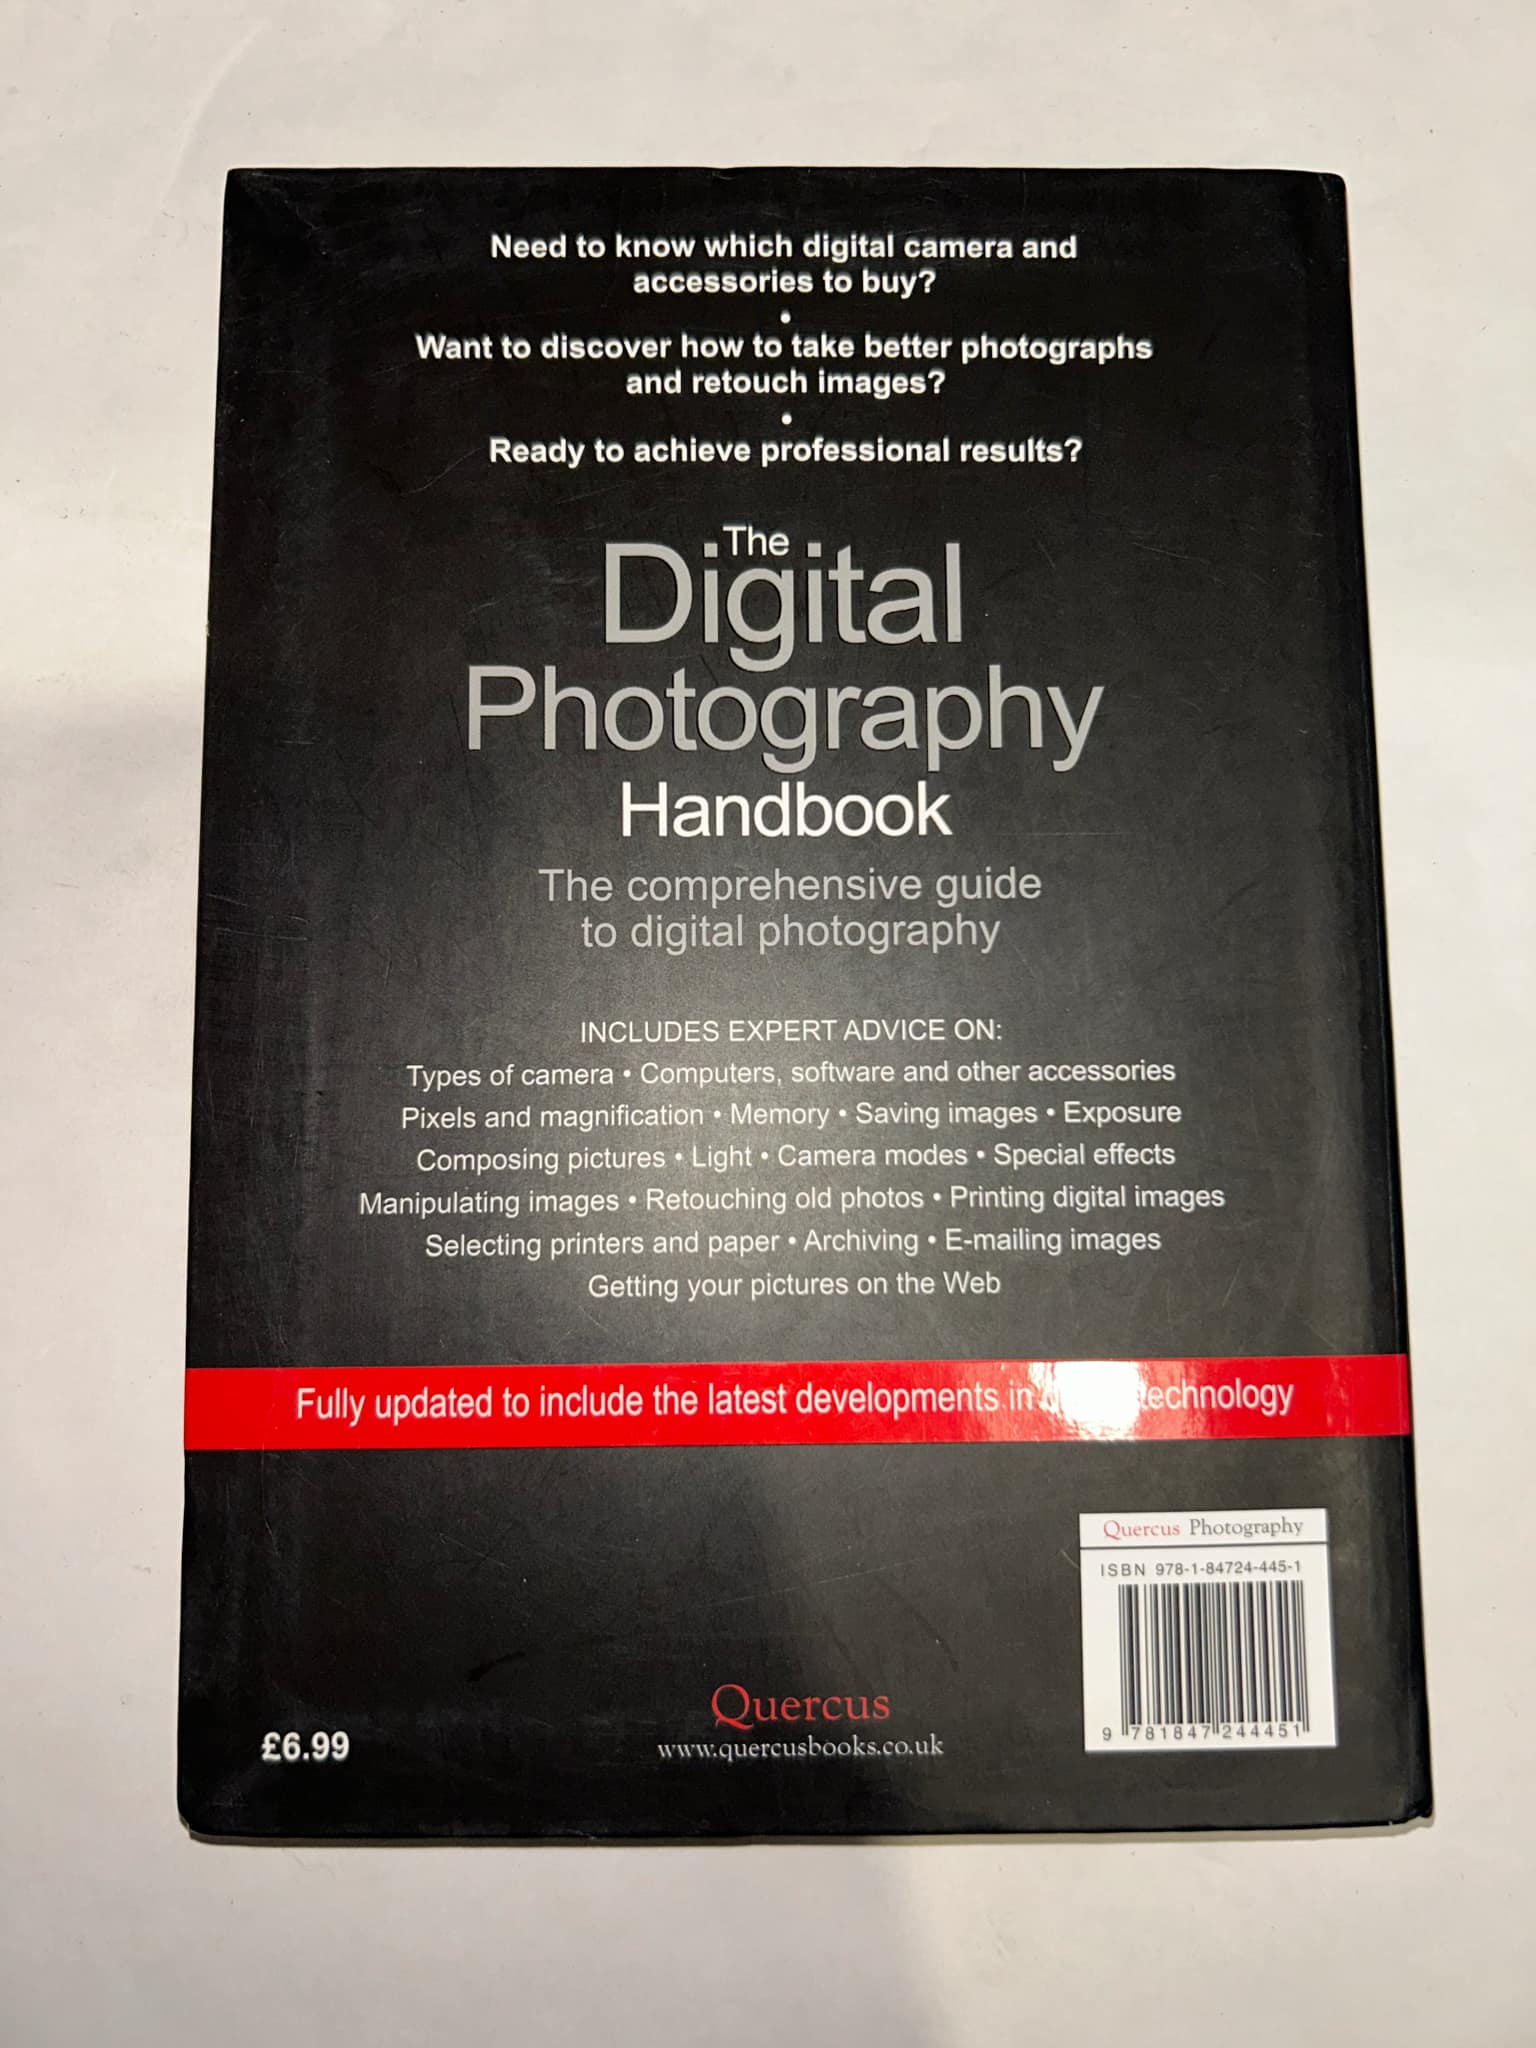 Need to know which digital camera and
accessories to buy?
•
Want to discover how to take better photographs
and retouch images?
•
Ready to achieve professional results?
The
Digital
Photography
Handbook
The comprehensive guide
to digital photography
INCLUDES EXPERT ADVICE ON:
Types of camera • Computers, software and other accessories
Pixels and magnification • Memory • Saving images • Exposure
Composing pictures • Light • Camera modes • Special effects
Manipulating images • Retouching old photos • Printing digital images
Selecting printers and paper • Archiving • E-mailing images
Getting your pictures on the Web
Fully updated to include the latest developments in technology
Quercus Photography
ISBN 978-1-84724-445-1
9 781847 244451
Quercus
www.quercusbooks.co.uk
£6.99